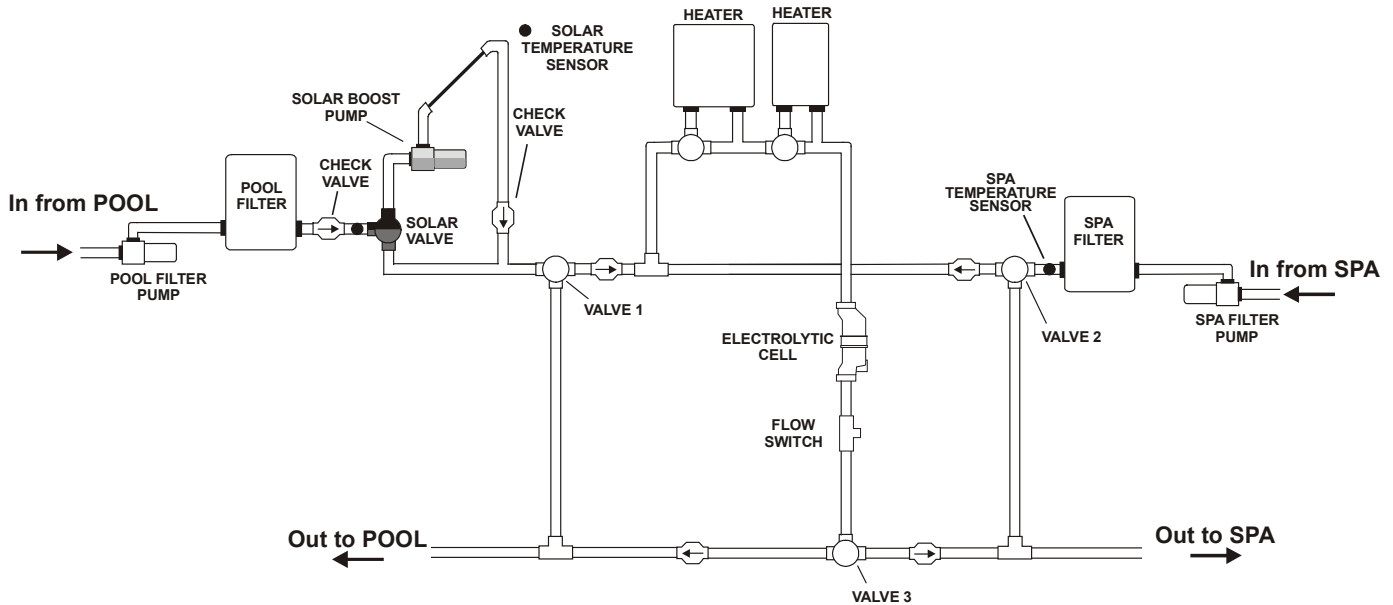 HEATER
HEATER
SOLAR
TEMPERATURE
SENSOR
SOLAR BOOST
PUMP
CHECK
VALVE
CHECK
VALVE
In from POOL
POOL
FILTER
SOLAR
VALVE
POOL FILTER
PUMP
SPA
TEMPERATURE
SENSOR
SPA
FILTER
In from SPA
VALVE 1
VALVE 2
SPA FILTER
PUMP
ELECTROLYTIC
CELL
FLOW
SWITCH
Out to POOL
Out to SPA
VALVE 3